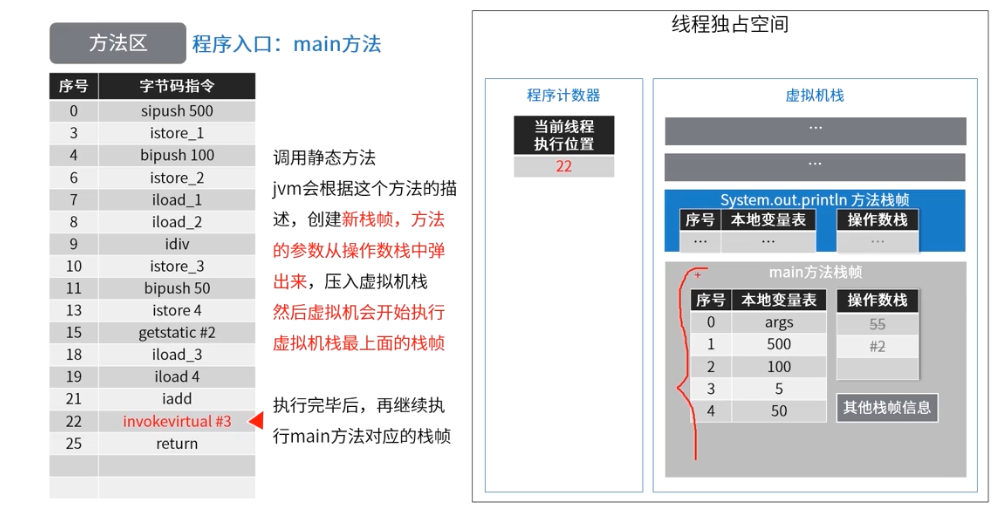 方法区
程序入口：main方法
序号 字节码指令
0 sipush 500
3 istore_1
4 bipush 100
6 istore_2
7 iload_1
8 iload_2
9 idiv
10 istore_3
11 bipush 50
13 istore 4
15 getstatic #2
18 iload_3
19 iload 4
21 iadd
22 invokevirtual #3
25 return
调用静态方法
jvm会根据这个方法的描
述，创建新栈帧，方法
的参数从操作数栈中弹
出来，压入虚拟机栈
然后虚拟机会开始执行
虚拟机栈最上面的栈帧
执行完毕后，再继续执
行main方法对应的栈帧
线程独占空间
程序计数器
当前线程
执行位置
22
虚拟机栈
...
...
System.out.println 方法栈帧
序号 本地变量表 操作数栈
... ... ...
main方法栈帧
序号 本地变量表 操作数栈
0 args 55
1 500 #2
2 100
3 5
4 50
其他栈帧信息